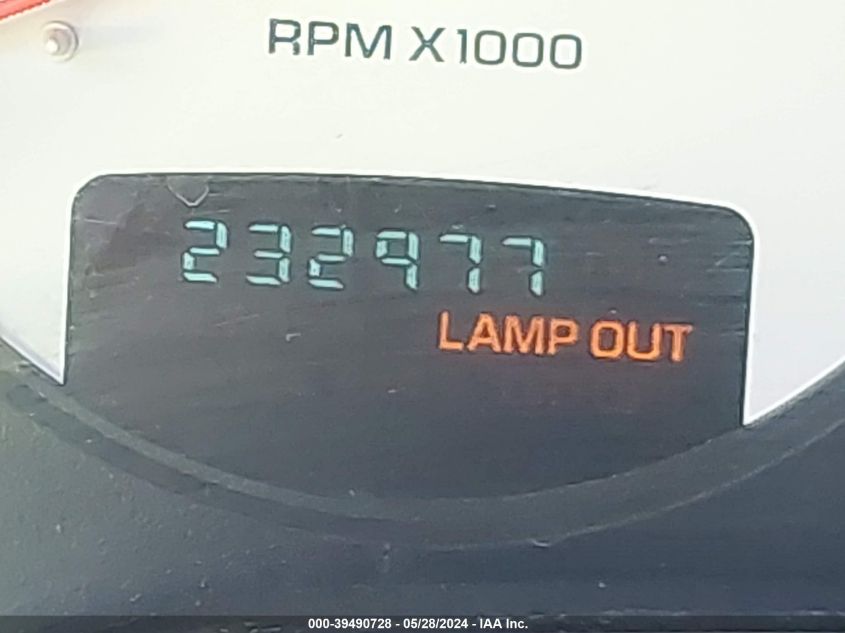 RPM X1000
232977
LAMP OUT
000-39490728 - 05/28/2024 - IAA Inc.